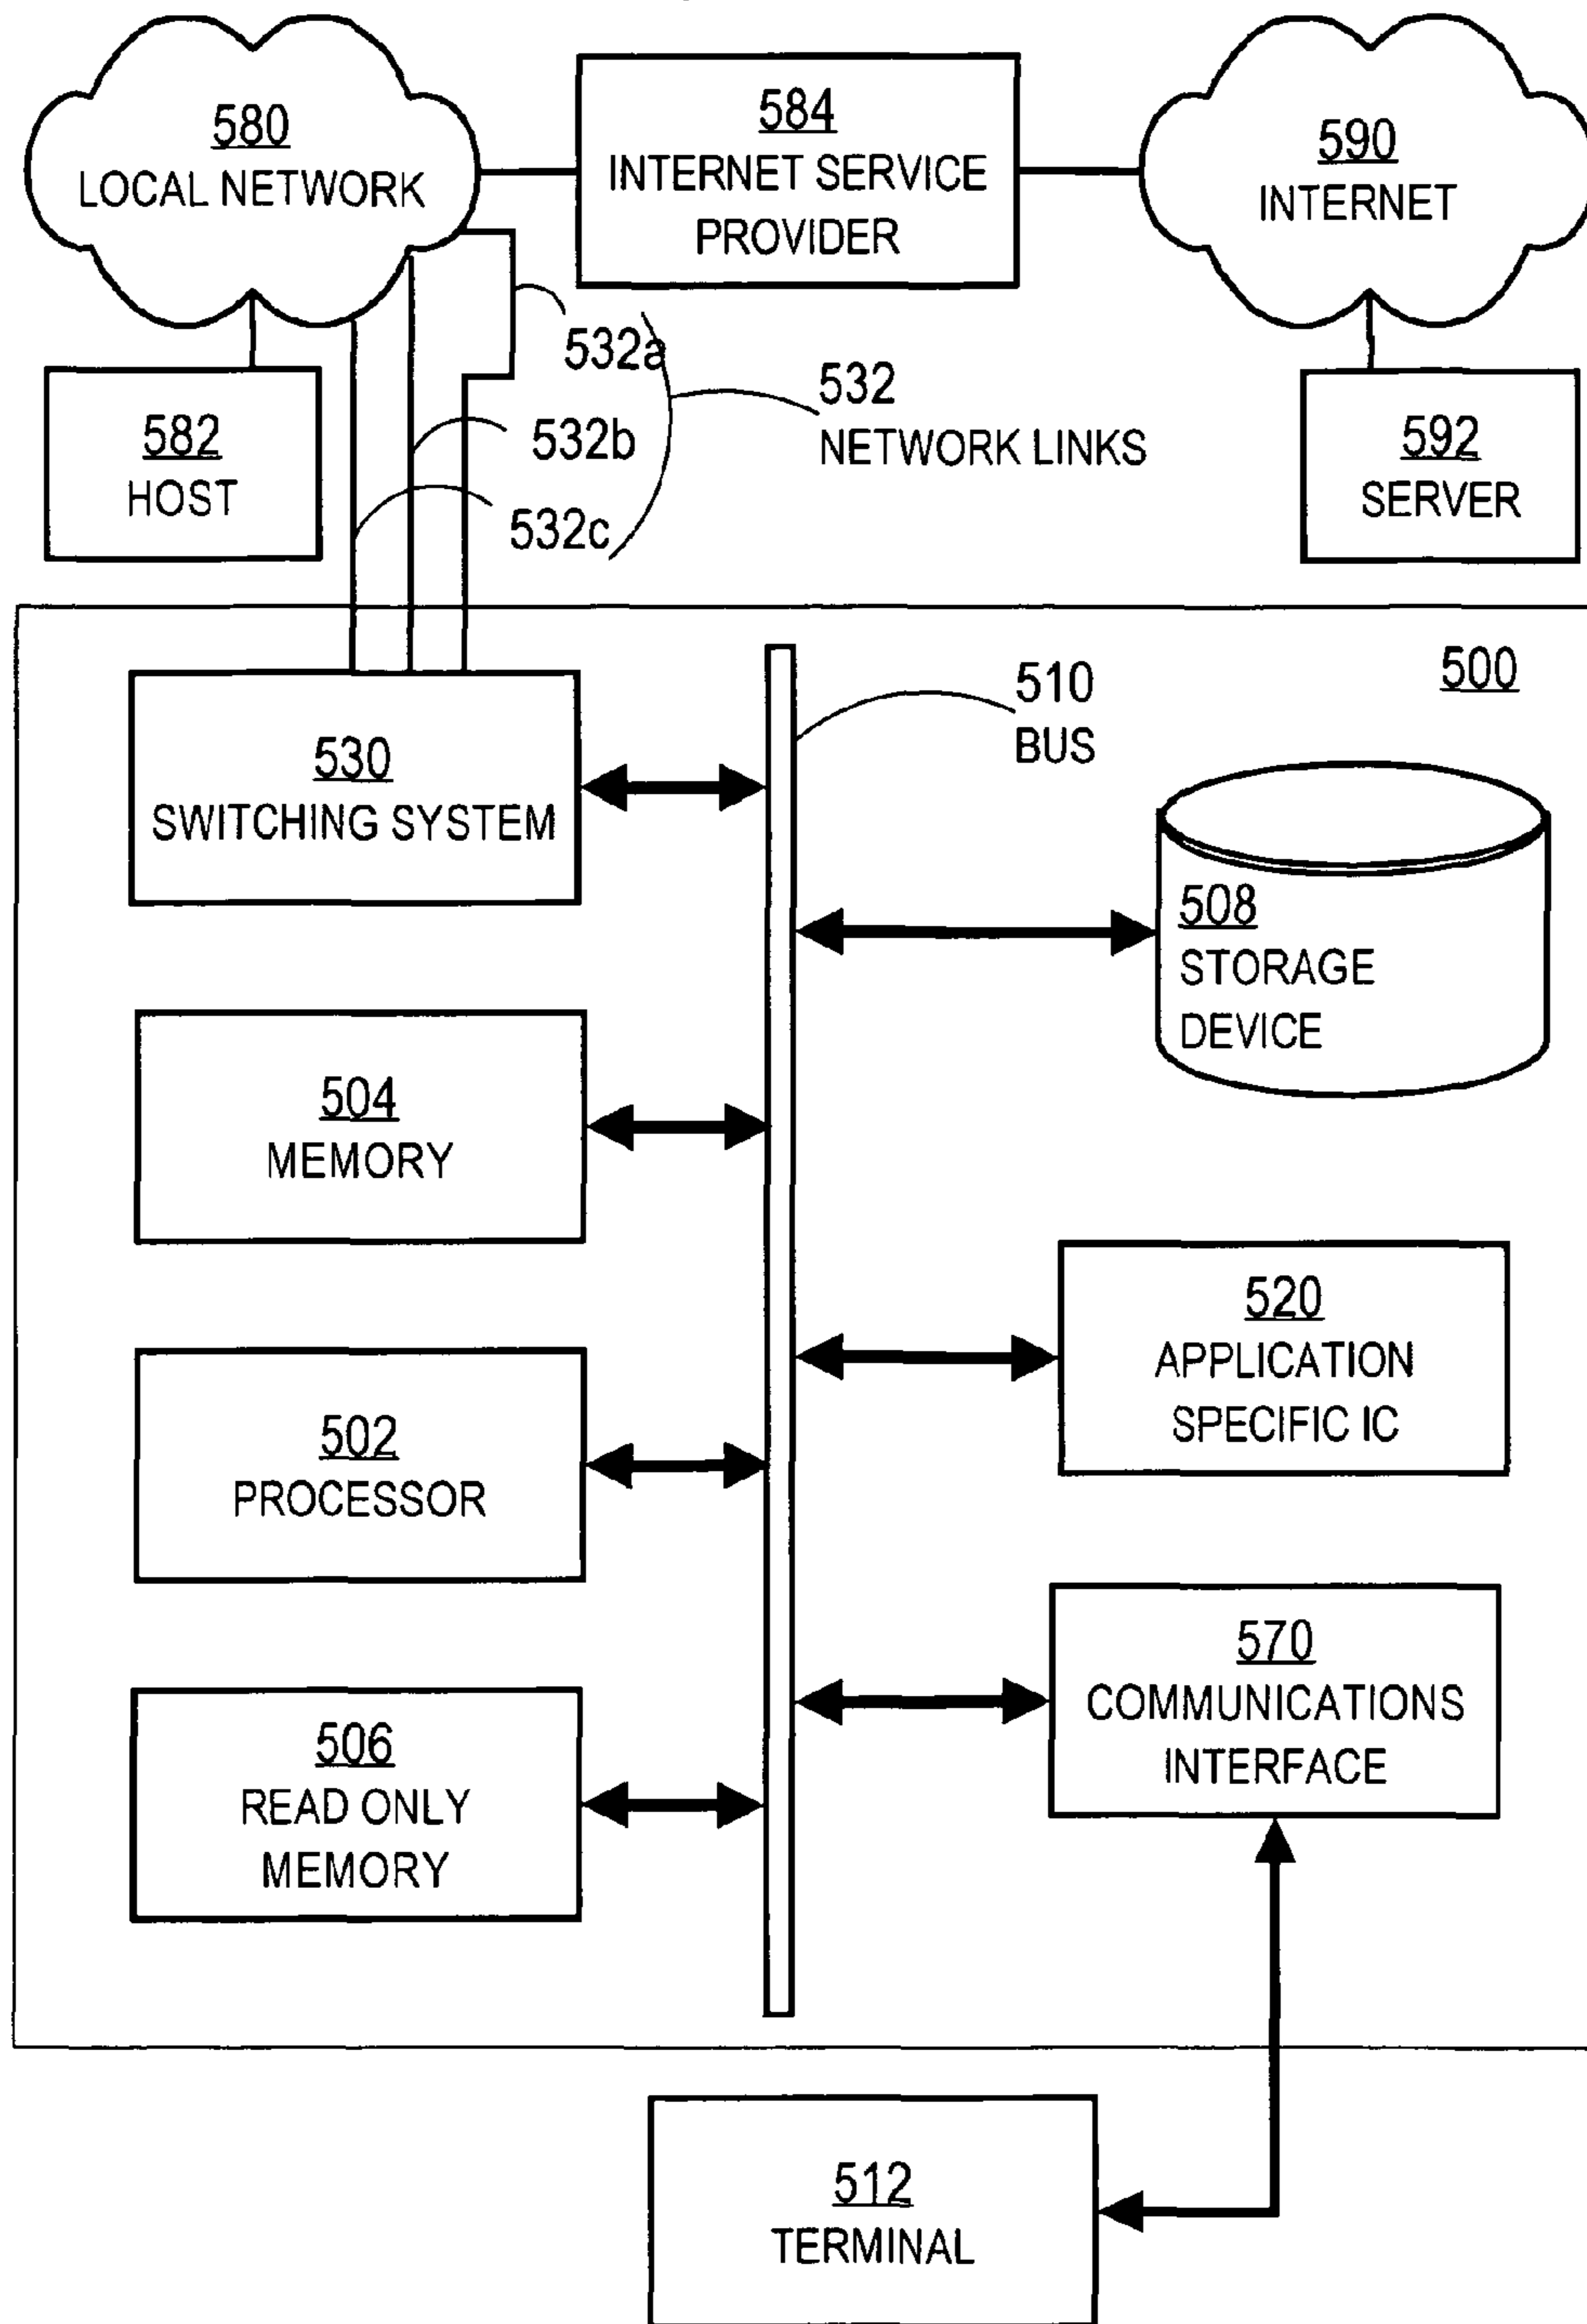 580
LOCAL NETWORK
584
INTERNET SERVICE
PROVIDER
590
INTERNET
532a
532b
532c
532
NETWORK LINKS
582
HOST
592
SERVER
500
510
BUS
530
SWITCHING SYSTEM
508
STORAGE
DEVICE
504
MEMORY
520
APPLICATION
SPECIFIC IC
502
PROCESSOR
570
COMMUNICATIONS
INTERFACE
506
READ ONLY
MEMORY
512
TERMINAL